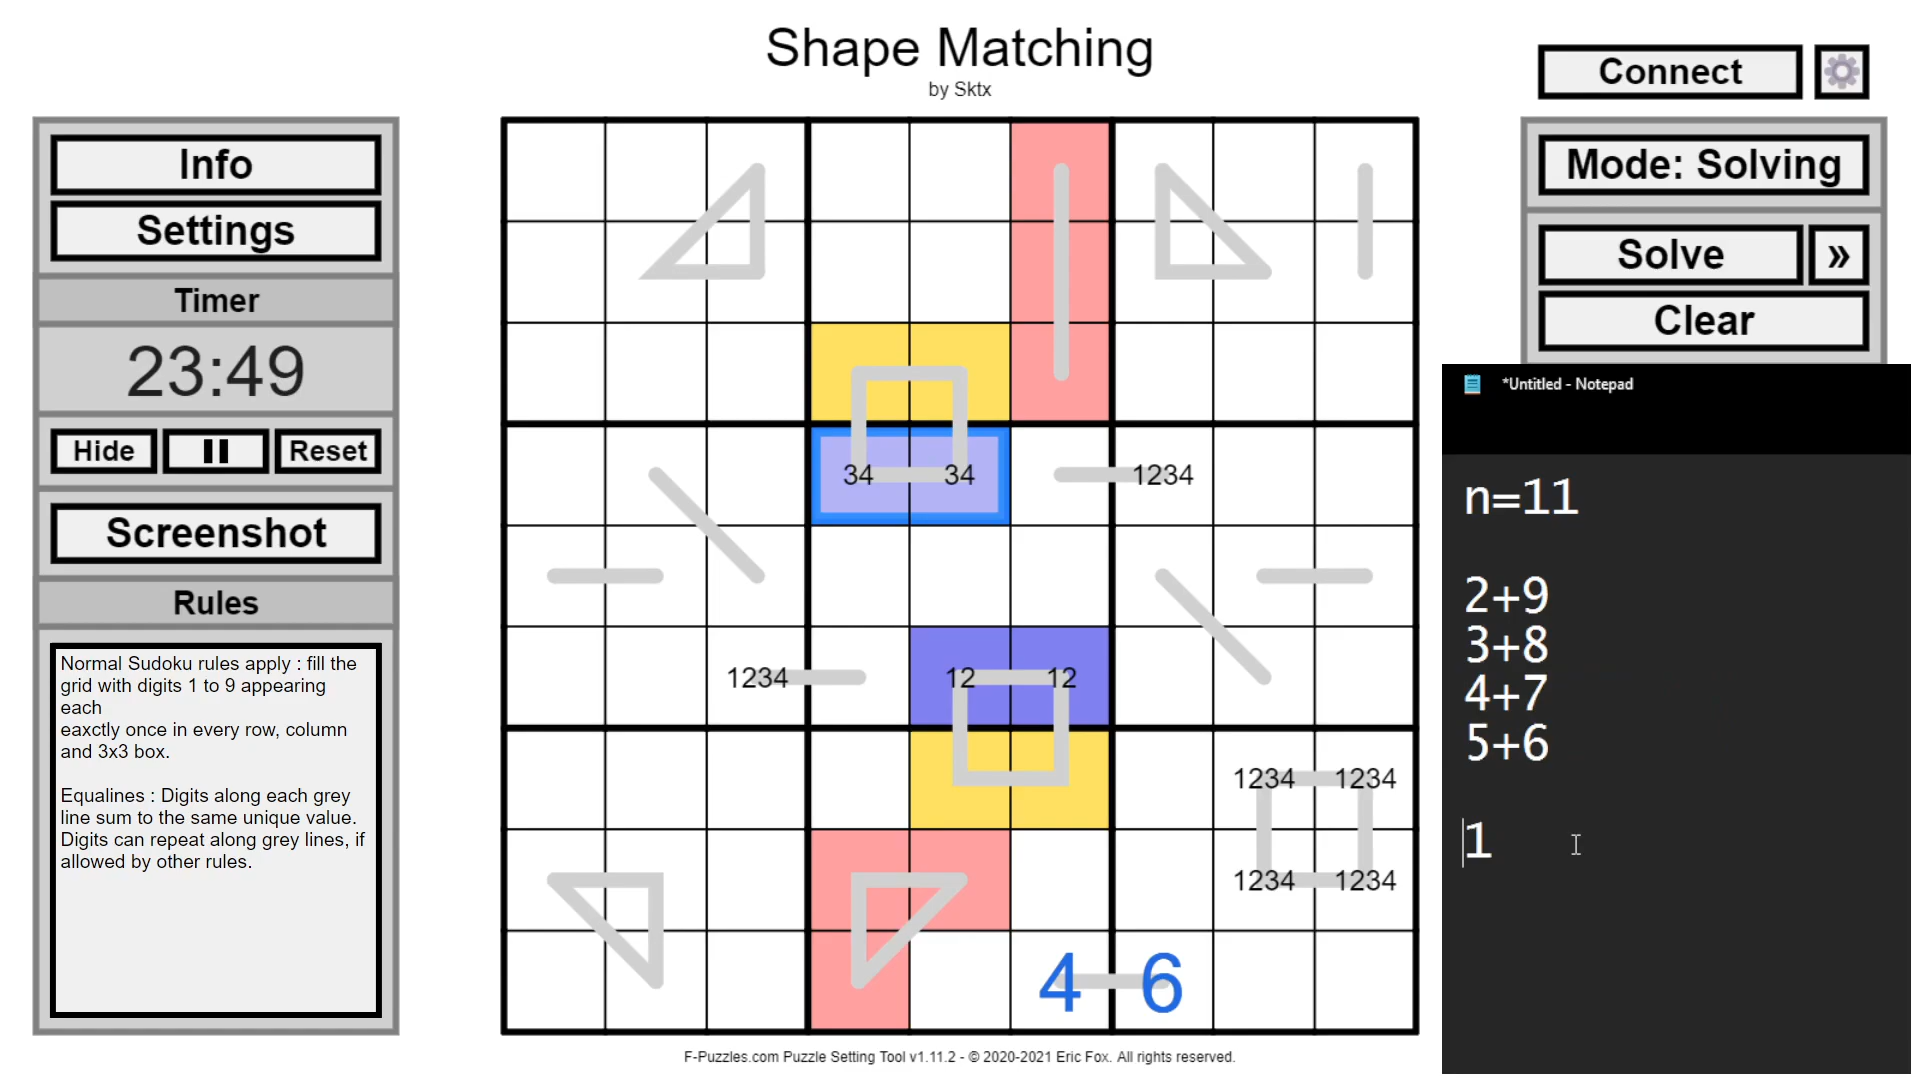 Shape Matching
by Sktx
Connect
Info
Settings
Timer
23:49
Hide
Reset
Screenshot
Rules
Normal Sudoku rules apply : fill the
grid with digits 1 to 9 appearing
each
eaxctly once in every row, column
and 3x3 box.
Equalines : Digits along each grey
line sum to the same unique value.
Digits can repeat along grey lines, if
allowed by other rules.
34 34 1234
1234 12 12
1234 1234
1234 1234
4 6
F-Puzzles.com Puzzle Setting Tool v1.11.2 - © 2020-2021 Eric Fox. All rights reserved.
Mode: Solving
Solve »
Clear
*Untitled - Notepad
n=11
2+9
3+8
4+7
5+6
1